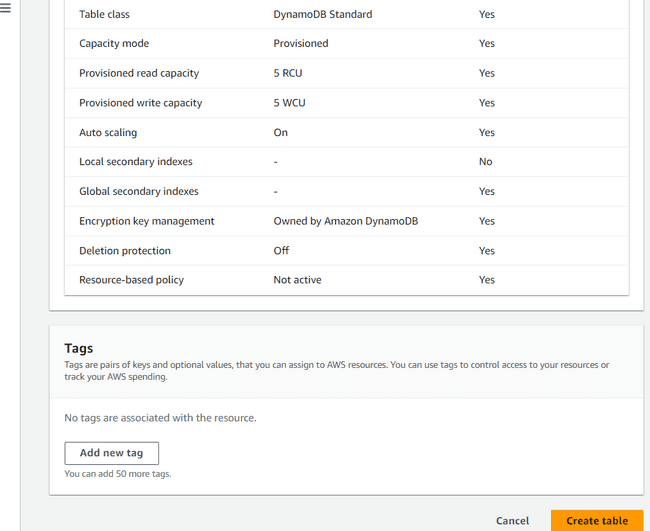 Table class DynamoDB Standard Yes
Capacity mode Provisioned Yes
Provisioned read capacity 5 RCU Yes
Provisioned write capacity 5 WCU Yes
Auto scaling On Yes
Local secondary indexes - No
Global secondary indexes - Yes
Encryption key management Owned by Amazon DynamoDB Yes
Deletion protection Off Yes
Resource-based policy Not active Yes
Tags
Tags are pairs of keys and optional values, that you can assign to AWS resources. You can use tags to control access to your resources or
track your AWS spending.
No tags are associated with the resource.
Add new tag
You can add 50 more tags.
Cancel Create table